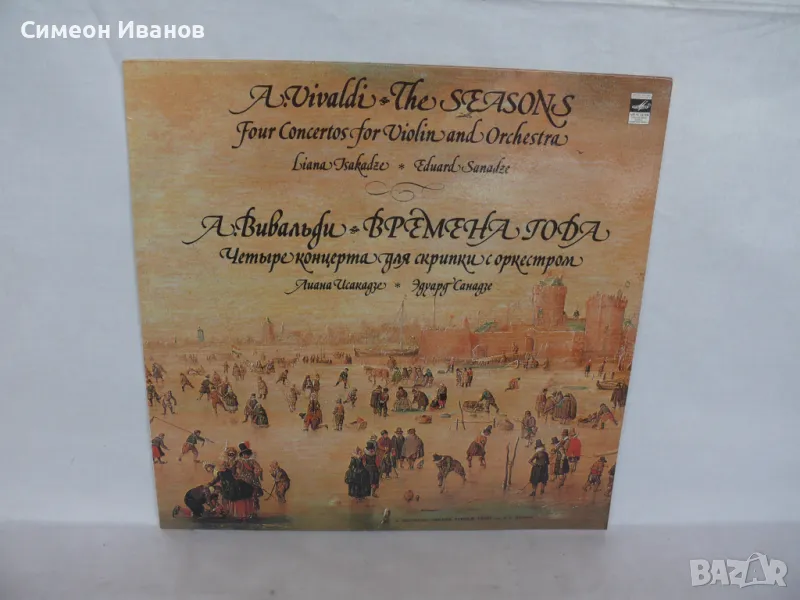 Симеон Иванов
A. Vivaldi * The SEASONS
Four Concertos for Violin and Orchestra
Liana Isakadze * Eduard Sanadze
А. Вивальди * ВРЕМЕНА ГОДА
Четыре концерта для скрипки с оркестром
Лиана Исакадзе * Эдуард Санадзе
BAZAR